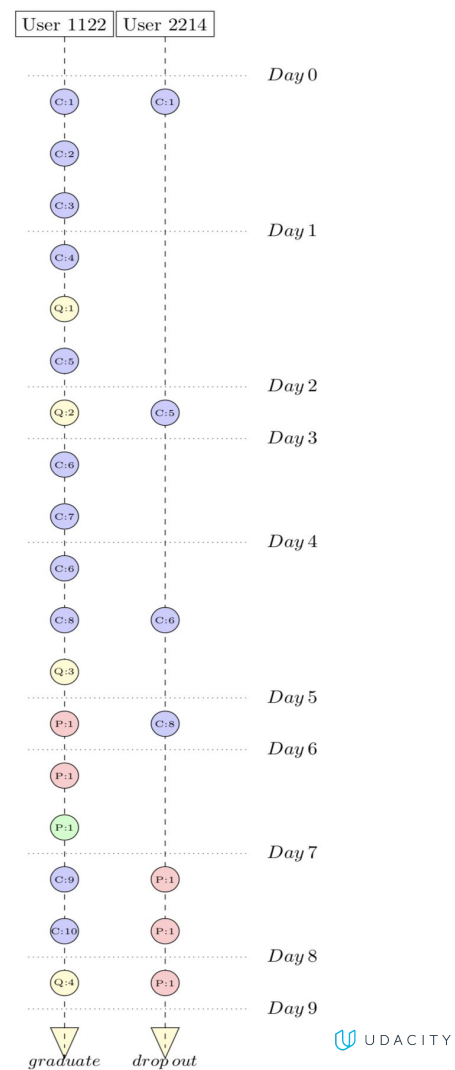 User 1122 User 2214
Day 0
C:1 C:1
C:2
C:3
Day 1
C:4
Q:1
C:5
Day 2
Q:2 C:5
Day 3
C:6
C:7
Day 4
C:6
C:8 C:6
Q:3
Day 5
P:1 C:8
Day 6
P:1
P:1
Day 7
C:9 P:1
C:10 P:1
Day 8
Q:4 P:1
Day 9
UDACITY
graduate drop out